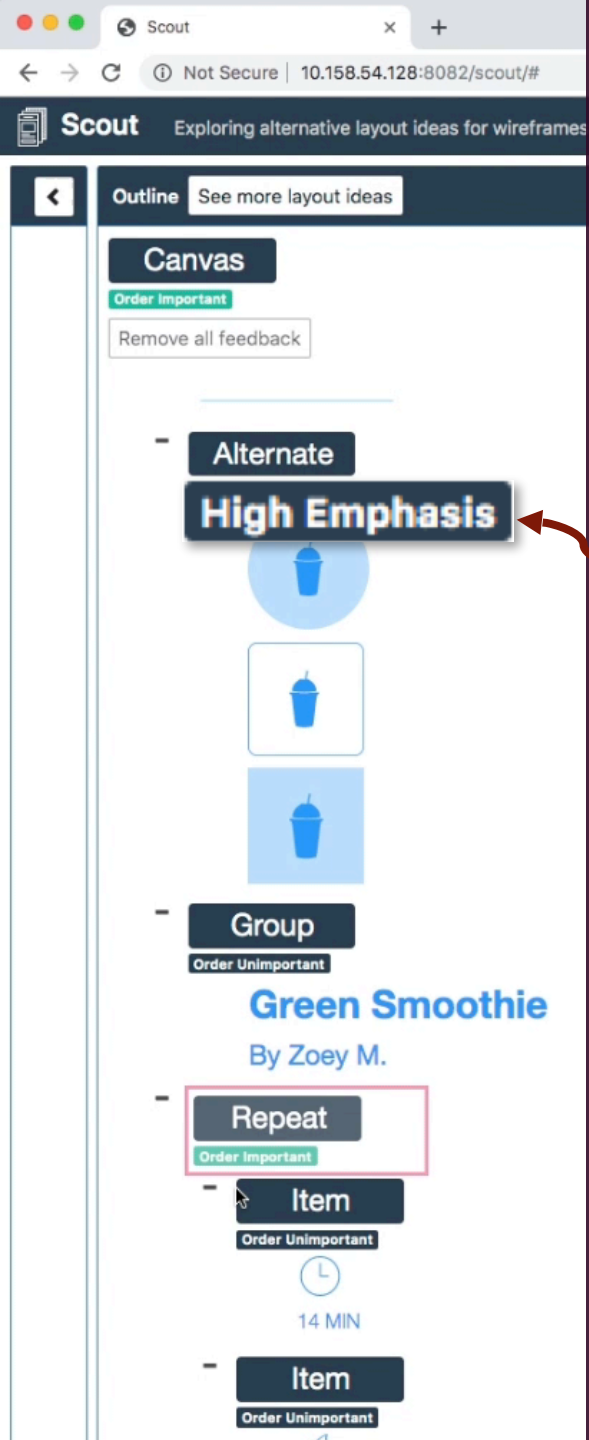 Scout
Not Secure | 10.158.54.128:8082/scout/#
Scout Exploring alternative layout ideas for wireframes
Outline See more layout ideas
Canvas
Order Important
Remove all feedback
Alternate
High Emphasis
Group
Order Unimportant
Green Smoothie
By Zoey M.
Repeat
Order Important
Item
Order Unimportant
14 MIN
Item
Order Unimportant